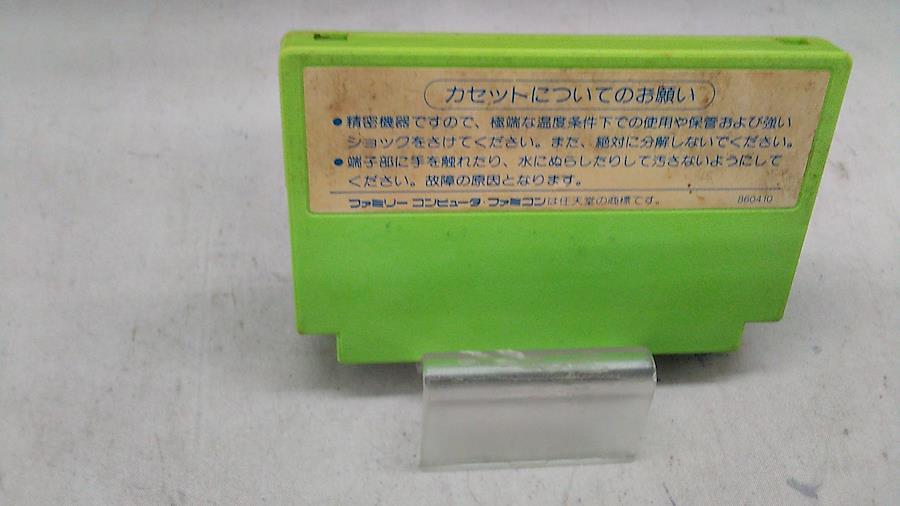 カセットについてのお願い
●精密機器ですので、極端な温度条件下での使用や保管および強い
ショックをさけてください。また、絶対に分解しないでください。
●端子部に手を触れたり、水にぬらしたりして汚さないようにして
ください。故障の原因となります。
ファミリー コンピュータ・ファミコンは任天堂の商標です。 860410